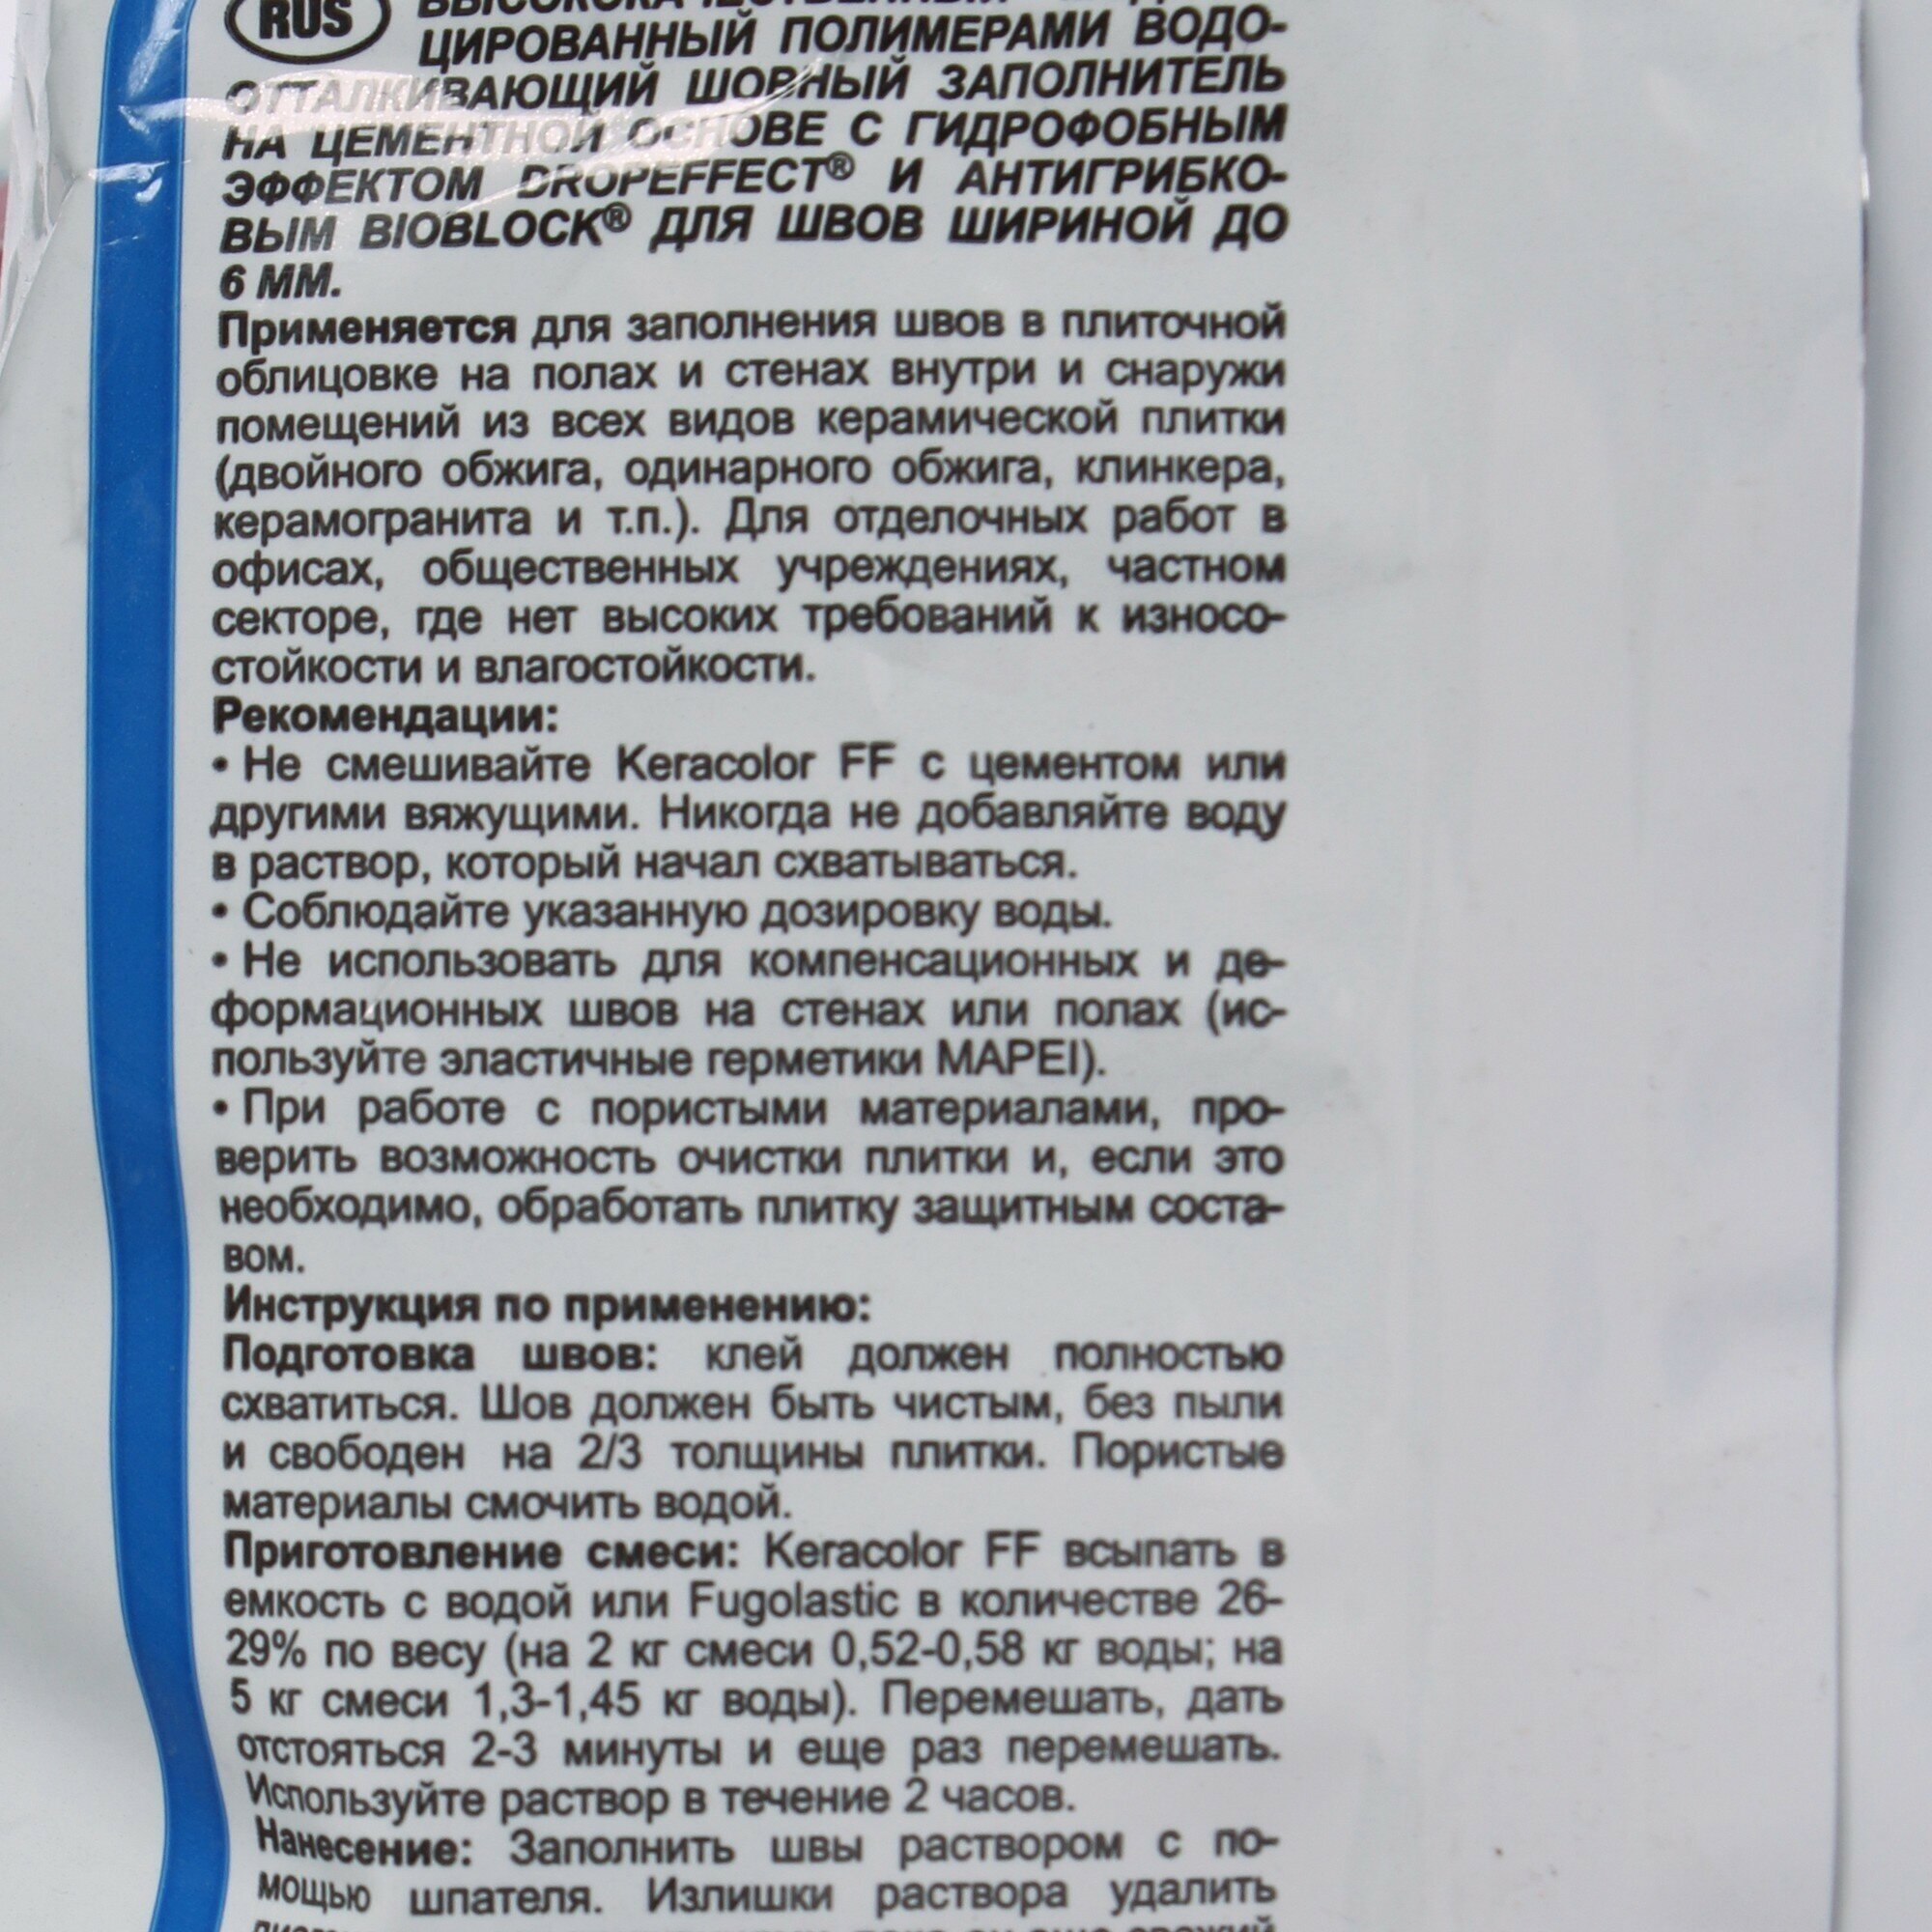 RUS
ЦИРОВАННЫЙ ПОЛИМЕРАМИ ВОДО-
ОТТАЛКИВАЮЩИЙ ШОВНЫЙ ЗАПОЛНИТЕЛЬ
НА ЦЕМЕНТНОЙ ОСНОВЕ С ГИДРОФОБНЫМ
ЭФФЕКТОМ DROPEFFECT® И АНТИГРИБКО-
ВЫМ BIOBLOCK® ДЛЯ ШВОВ ШИРИНОЙ ДО
6 ММ.
Применяется для заполнения швов в плиточной
облицовке на полах и стенах внутри и снаружи
помещений из всех видов керамической плитки
(двойного обжига, одинарного обжига, клинкера,
керамогранита и т.п.). Для отделочных работ в
офисах, общественных учреждениях, частном
секторе, где нет высоких требований к износо-
стойкости и влагостойкости.
Рекомендации:
• Не смешивайте Keracolor FF с цементом или
другими вяжущими. Никогда не добавляйте воду
в раствор, который начал схватываться.
• Соблюдайте указанную дозировку воды.
• Не использовать для компенсационных и де-
формационных швов на стенах или полах (ис-
пользуйте эластичные герметики MAPEI).
• При работе с пористыми материалами, про-
верить возможность очистки плитки и, если это
необходимо, обработать плитку защитным соста-
вом.
Инструкция по применению:
Подготовка швов: клей должен полностью
схватиться. Шов должен быть чистым, без пыли
и свободен на 2/3 толщины плитки. Пористые
материалы смочить водой.
Приготовление смеси: Keracolor FF всыпать в
емкость с водой или Fugolastic в количестве 26-
29% по весу (на 2 кг смеси 0,52-0,58 кг воды; на
5 кг смеси 1,3-1,45 кг воды). Перемешать, дать
отстояться 2-3 минуты и еще раз перемешать.
Используйте раствор в течение 2 часов.
Нанесение: Заполнить швы раствором с по-
мощью шпателя. Излишки раствора удалить